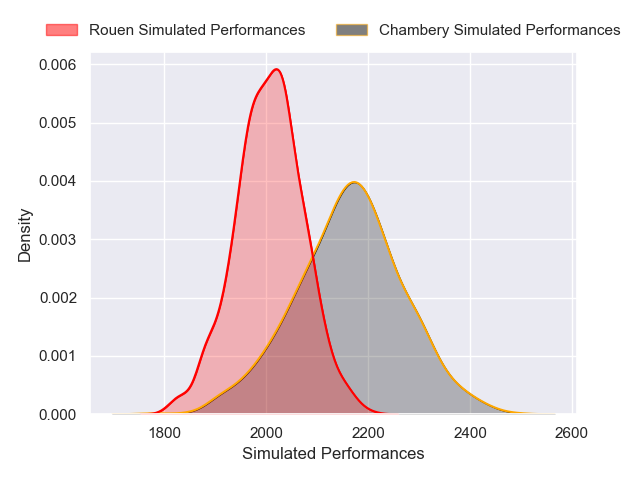 Rouen Simulated Performances Chambery Simulated Performances
0.006
0.005
0.004
0.003
0.002
0.001
0.000
Density
1800 2000 2200 2400 2600
Simulated Performances